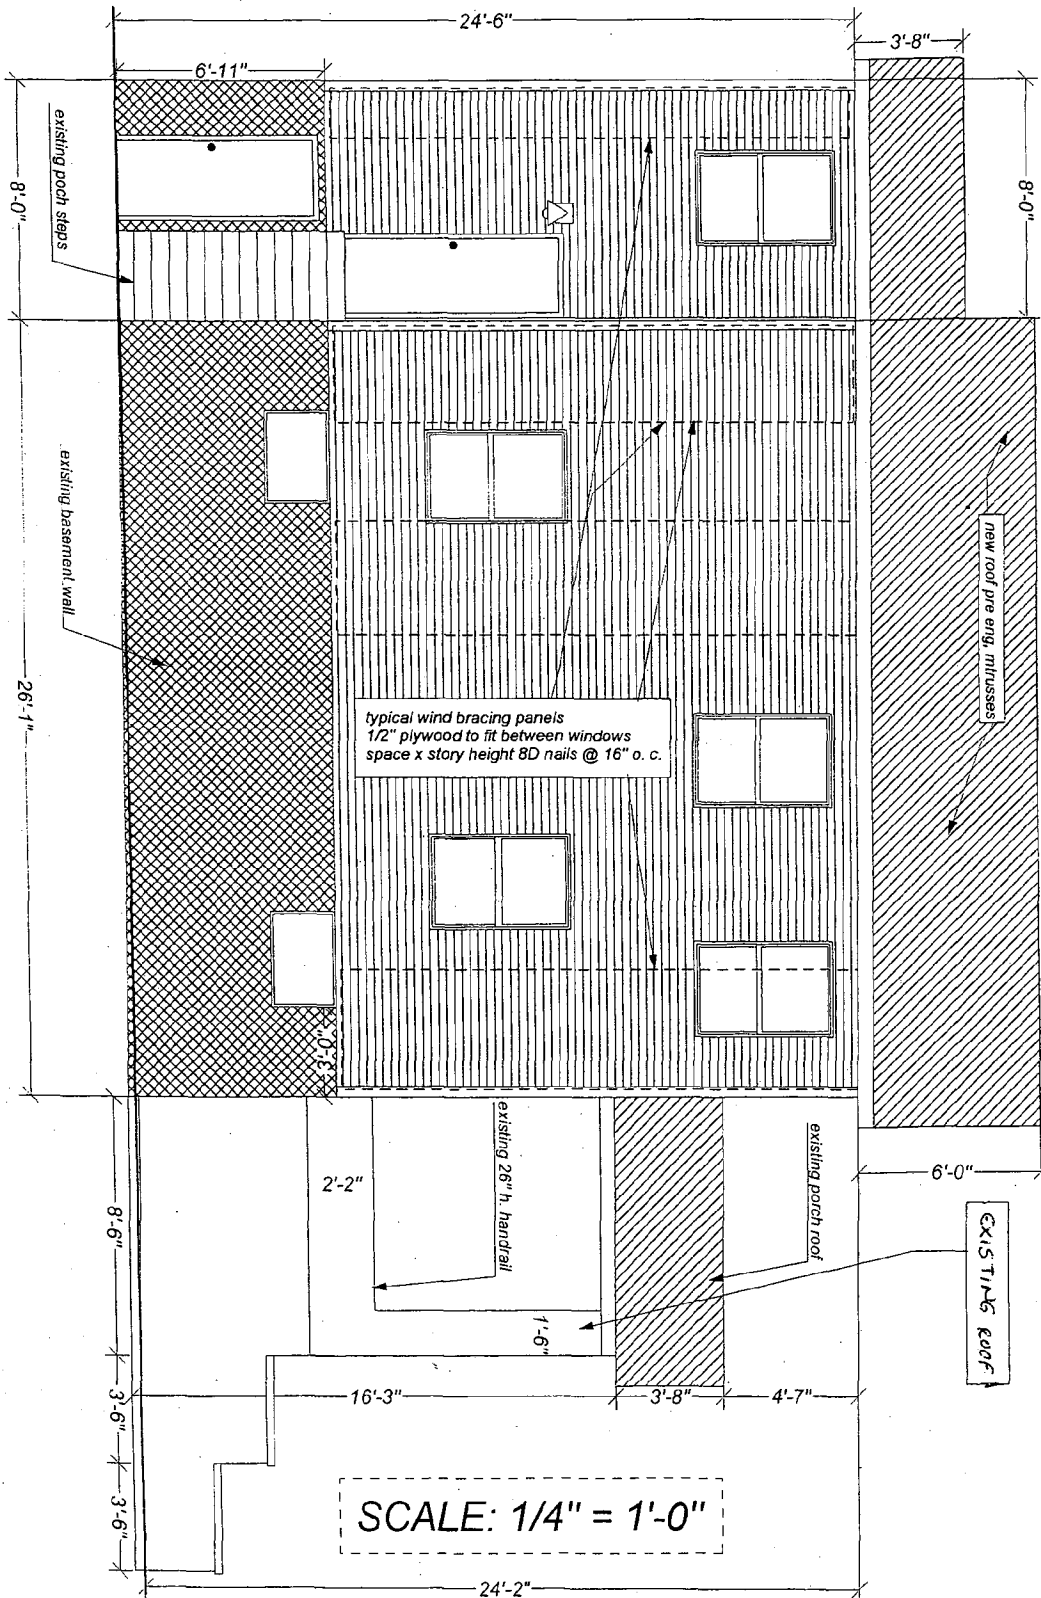 24'-6"
3'-8"
6'-11"
8'-0"
8'-0"
existing poch steps
existing basement wall
26'-1"
new roof pre eng, mtrusses
typical wind bracing panels
1/2" plywood to fit between windows
space x story height 8D nails @ 16" o. c.
3'-0"
6'-0"
existing porch roof
existing 26" h. handrail
2'-2"
EXISTING ROOF
8'-6"
1'-6"
16'-3"
3'-8"
4'-7"
3'-6"
3'-6"
SCALE: 1/4" = 1'-0"
24'-2"